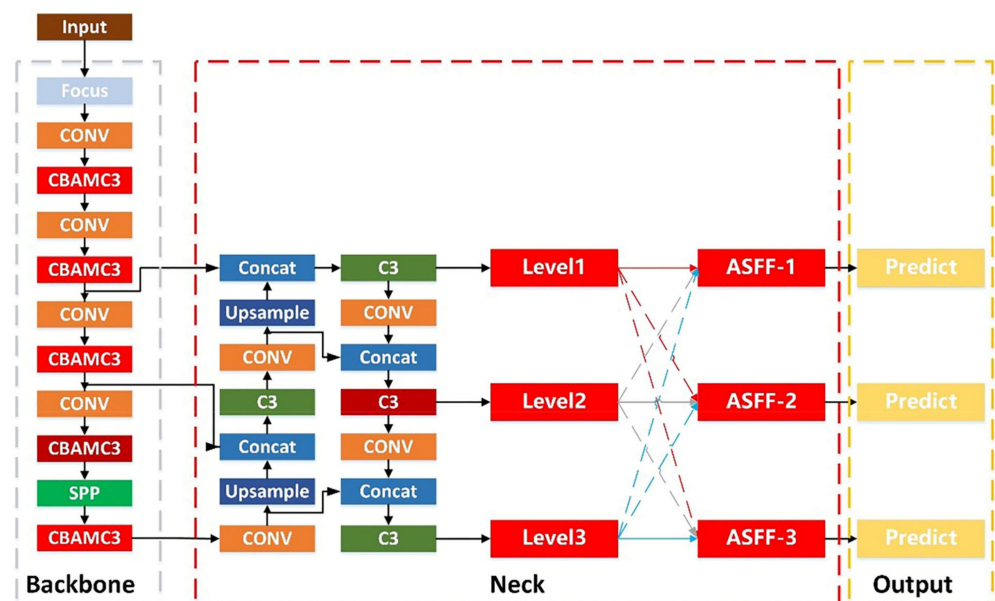 Input
Focus
CONV
CBAMC3
CONV
CBAMC3
CONV
CBAMC3
CONV
CBAMC3
SPP
CBAMC3
Backbone
Concat
Upsample
CONV
C3
Concat
Upsample
CONV
C3
CONV
Concat
C3
CONV
Concat
C3
Level1
Level2
Level3
ASFF-1
ASFF-2
ASFF-3
Neck
Predict
Predict
Predict
Output